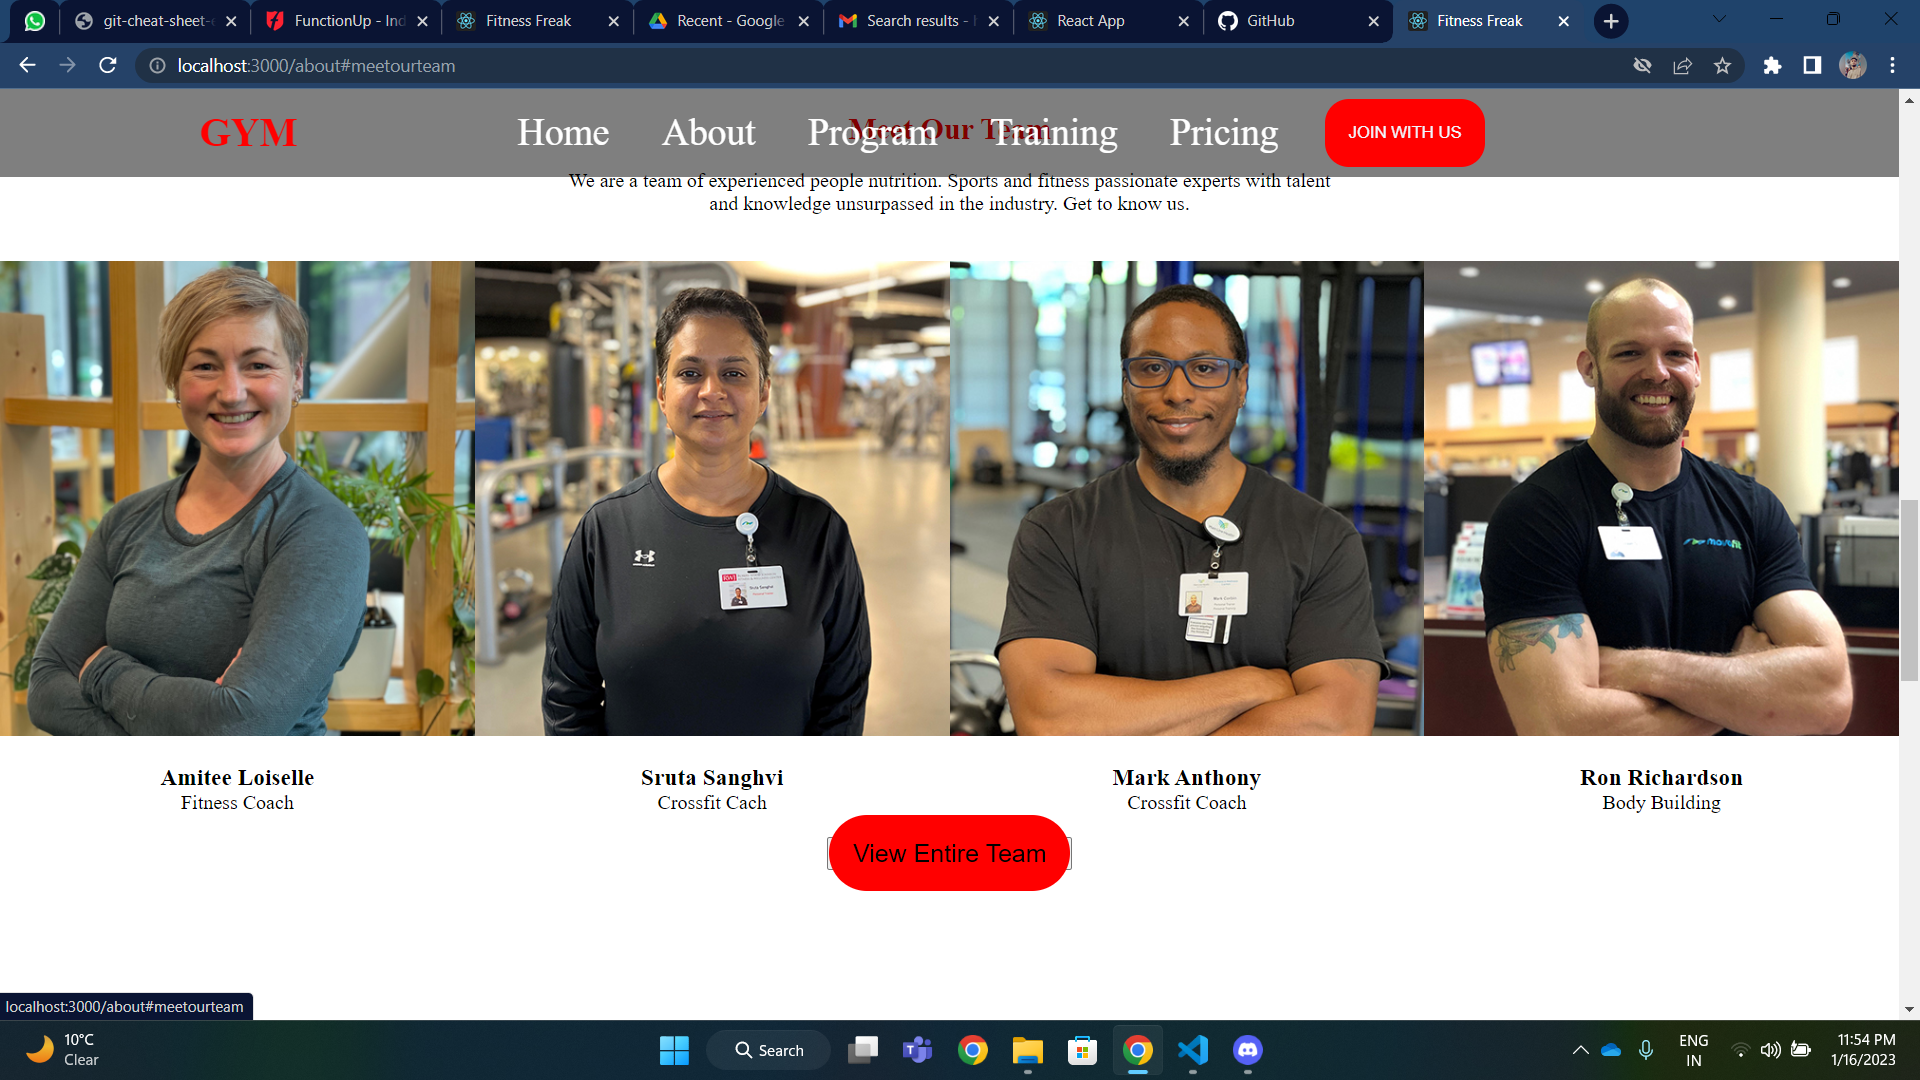 git-cheat-sheet-e
FunctionUp - Ind
Fitness Freak
Recent - Google
Search results - h
React App
GitHub
Fitness Freak
localhost:3000/about#meetourteam
GYM
Home
About
Program
Training
Pricing
JOIN WITH US
Meet Our Team
We are a team of experienced people nutrition. Sports and fitness passionate experts with talent
and knowledge unsurpassed in the industry. Get to know us.
Amitee Loiselle
Fitness Coach
Sruta Sanghvi
Crossfit Cach
Mark Anthony
Crossfit Coach
Ron Richardson
Body Building
View Entire Team
localhost:3000/about#meetourteam
10°C
Clear
Search
ENG
IN
11:54 PM
1/16/2023